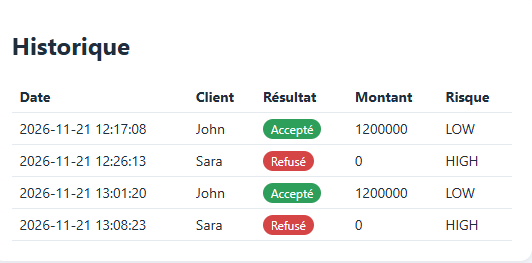 Historique
Date Client Résultat Montant Risque
2026-11-21 12:17:08 John Accepté 1200000 LOW
2026-11-21 12:26:13 Sara Refusé 0 HIGH
2026-11-21 13:01:20 John Accepté 1200000 LOW
2026-11-21 13:08:23 Sara Refusé 0 HIGH